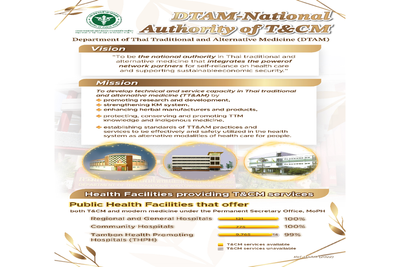 DTAM-National
Authority of T&CM
Department of Thai Traditional and Alternative Medicine (DTAM)
Vision
"To be the national authority in Thai traditional and
alternative medicine that integrates the powerof
network partners for self-reliance on health care
and supporting sustainableeconomic security."
Mission
To develop technical and service capacity in Thai traditional
and alternative medicine (TT&AM) by
promoting research and development,
strengthening KM system,
enhancing herbal manufacturers and products,
protecting, conserving and promoting TTM
knowledge and indigenous medicine,
establishing standards of TT&AM practices and
services to be effectively and safety utilized in the health
system as alternative modalities of health care for people.
Health Facilities providing T&CM services
Public Health Facilities that offer
both T&CM and modern medicine under the Permanent Secretary Office, MoPH
Regional and General Hospitals 100%
Community Hospitals 100%
Tambon Health Promoting 99%
Hospitals (THPH)
T&CM services available
T&CM services unavailable